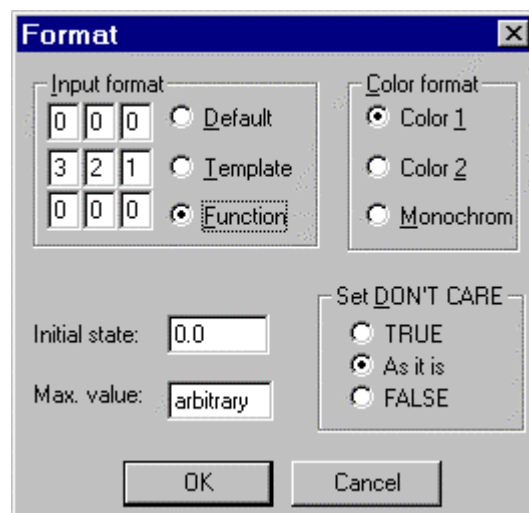 Format
Input format
0 0 0
Default
3 2 1
Template
0 0 0
Function
Color format
Color 1
Color 2
Monochrom
Initial state: 0.0
Max. value: arbitrary
Set DON'T CARE
TRUE
As it is
FALSE
OK
Cancel